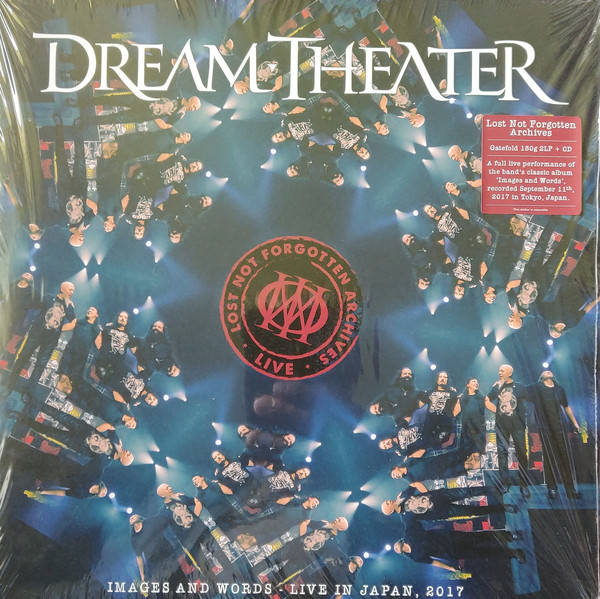 DREAM THEATER
Lost Not Forgotten
Archives
Gatefold 180g 2LP + CD
A full live performance of
the band's classic album
'Images and Words',
recorded September 11th,
2017 in Tokyo, Japan.
LOST NOT FORGOTTEN ARCHIVES
· LIVE ·
IMAGES AND WORDS - LIVE IN JAPAN, 2017